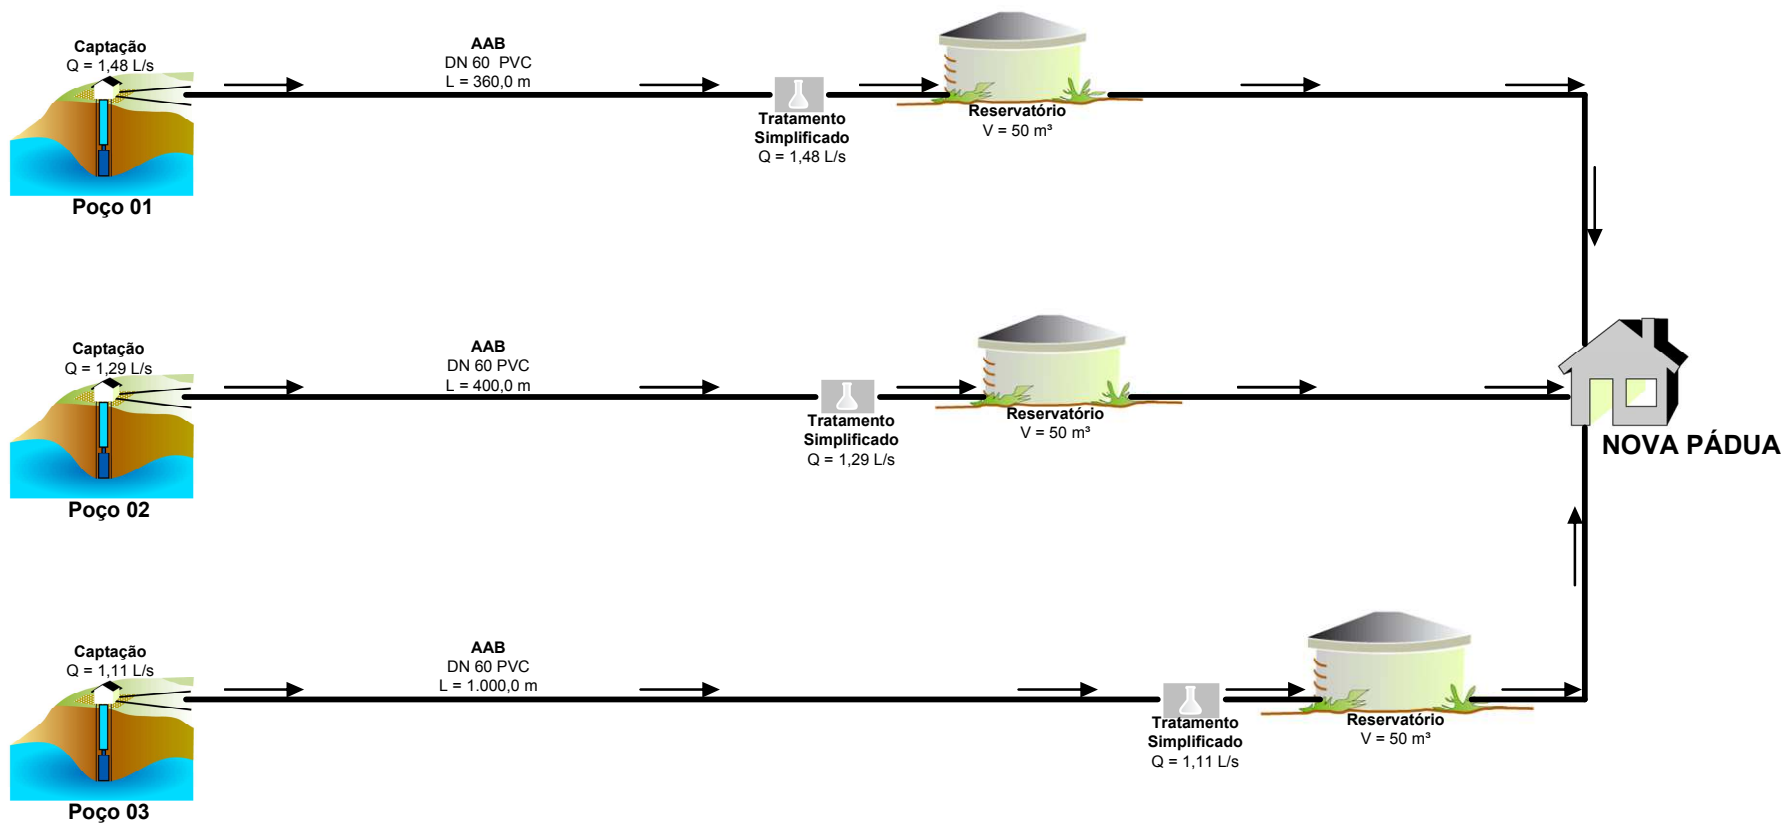 Captação
Q = 1,48 L/s
AAB
DN 60 PVC
L = 360,0 m
Tratamento
Simplificado
Q = 1,48 L/s
Reservatório
V = 50 m³
Poço 01
Captação
Q = 1,29 L/s
AAB
DN 60 PVC
L = 400,0 m
Tratamento
Simplificado
Q = 1,29 L/s
Reservatório
V = 50 m³
NOVA PÁDUA
Poço 02
Captação
Q = 1,11 L/s
AAB
DN 60 PVC
L = 1.000,0 m
Tratamento
Simplificado
Q = 1,11 L/s
Reservatório
V = 50 m³
Poço 03